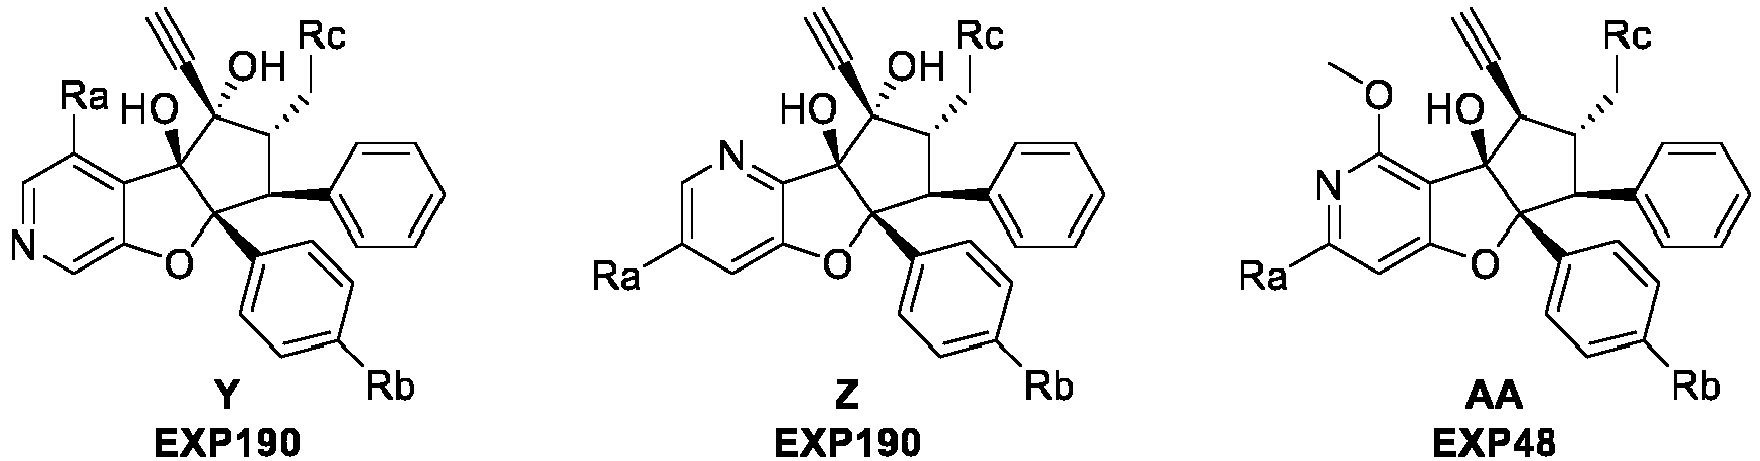 Rc
OH
HO
Ra
N
O
Rb
Y
EXP190
Rc
OH
HO
N
Ra
O
Rb
Z
EXP190
Rc
O
HO
N
Ra
O
Rb
AA
EXP48